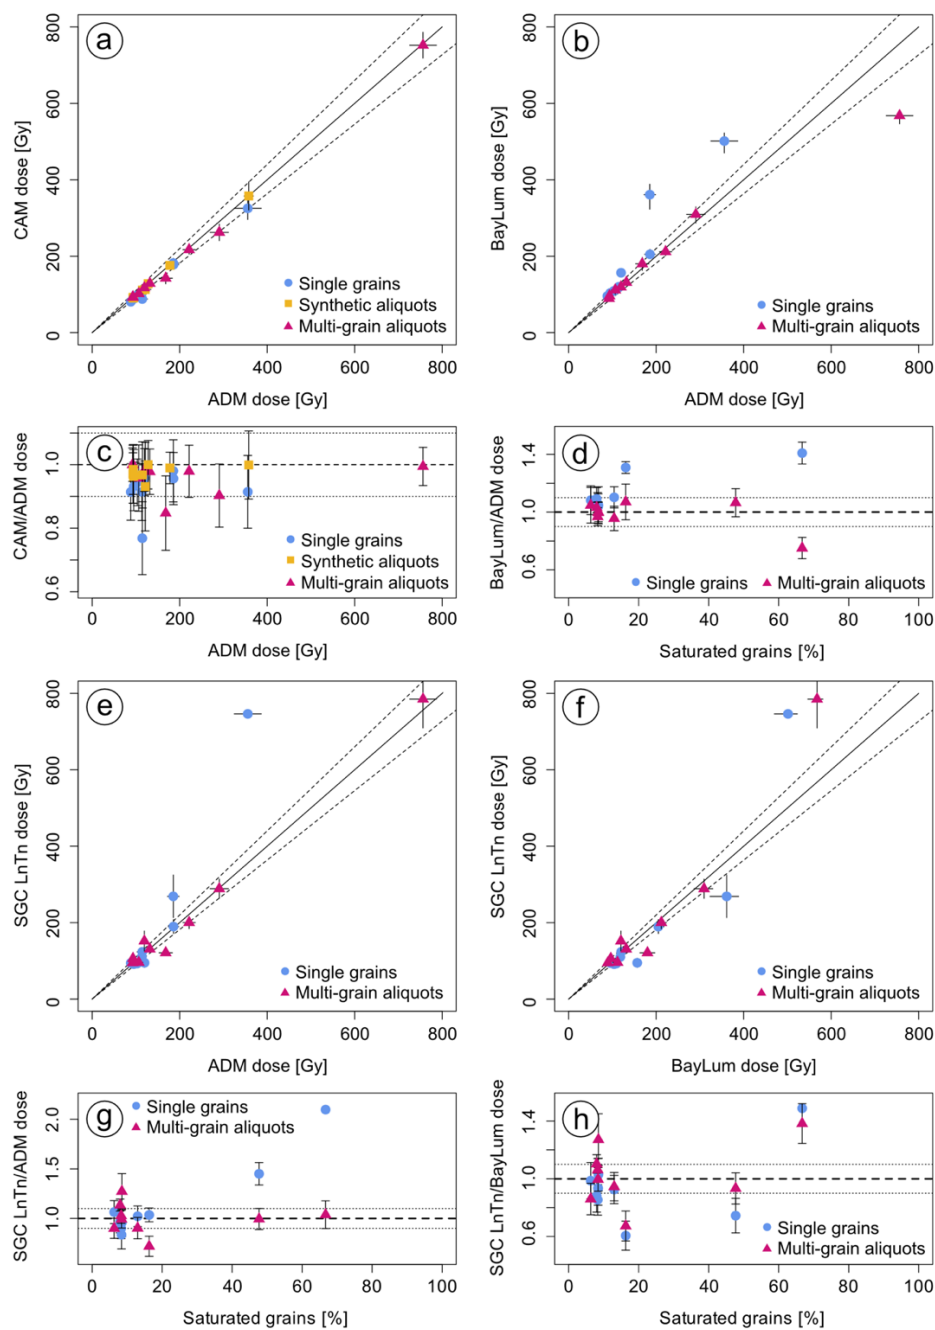 a
CAM dose [Gy]
0
200
400
600
800
Single grains
Synthetic aliquots
Multi-grain aliquots
0
200
400
600
800
ADM dose [Gy]
b
BayLum dose [Gy]
0
200
400
600
800
Single grains
Multi-grain aliquots
0
200
400
600
800
ADM dose [Gy]
c
CAM/ADM dose
0.6
0.8
1.0
Single grains
Synthetic aliquots
Multi-grain aliquots
0
200
400
600
800
ADM dose [Gy]
d
BayLum/ADM dose
0.6
1.0
1.4
Single grains
Multi-grain aliquots
0
20
40
60
80
100
Saturated grains [%]
e
SGC LnTn dose [Gy]
0
200
400
600
800
Single grains
Multi-grain aliquots
0
200
400
600
800
ADM dose [Gy]
f
SGC LnTn dose [Gy]
0
200
400
600
800
Single grains
Multi-grain aliquots
0
200
400
600
800
BayLum dose [Gy]
g
SGC LnTn/ADM dose
1.0
1.5
2.0
Single grains
Multi-grain aliquots
0
20
40
60
80
100
Saturated grains [%]
h
SGC LnTn/BayLum dose
0.6
1.0
1.4
Single grains
Multi-grain aliquots
0
20
40
60
80
100
Saturated grains [%]